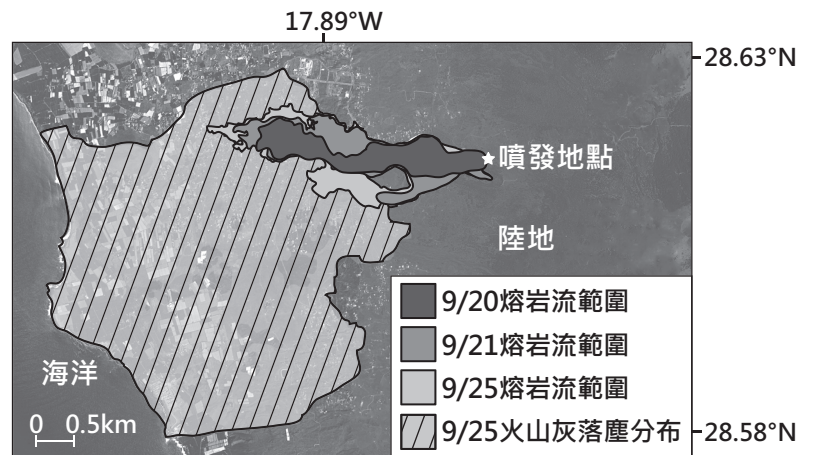 17.89°W
28.63°N
噴發地點
陸地
9/20熔岩流範圍
9/21熔岩流範圍
9/25熔岩流範圍
9/25火山灰落塵分布
海洋
0 0.5km
28.58°N